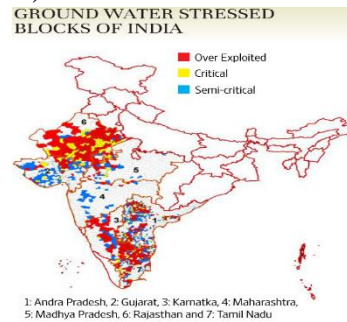 GROUND WATER STRESSED
BLOCKS OF INDIA
Over Exploited
Critical
Semi-critical
6
5
4
3
1
7
1: Andra Pradesh, 2: Gujarat, 3: Karnatka, 4: Maharashtra,
5: Madhya Pradesh, 6: Rajasthan and 7: Tamil Nadu